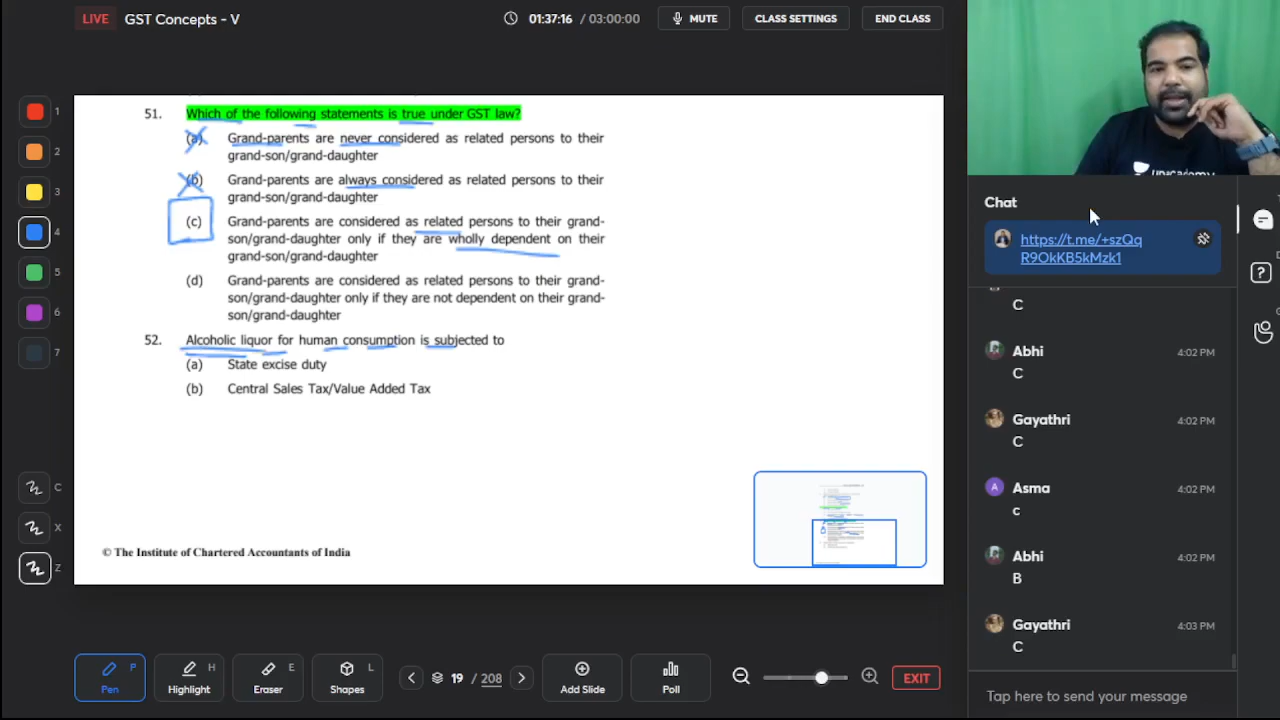 LIVE GST Concepts - V 01:37:16 / 03:00:00 MUTE CLASS SETTINGS END CLASS
1
2
3
4
5
6
7
C
X
Z
51. Which of the following statements is true under GST law?
(a) Grand-parents are never considered as related persons to their
grand-son/grand-daughter
(b) Grand-parents are always considered as related persons to their
grand-son/grand-daughter
(c) Grand-parents are considered as related persons to their grand-
son/grand-daughter only if they are wholly dependent on their
grand-son/grand-daughter
(d) Grand-parents are considered as related persons to their grand-
son/grand-daughter only if they are not dependent on their grand-
son/grand-daughter
52. Alcoholic liquor for human consumption is subjected to
(a) State excise duty
(b) Central Sales Tax/Value Added Tax
© The Institute of Chartered Accountants of India
unacademy
Chat
https://t.me/+szQq
R9OkKB5kMzk1
C
Abhi 4:02 PM
C
Gayathri 4:02 PM
C
A Asma 4:02 PM
c
Abhi 4:02 PM
B
Gayathri 4:03 PM
C
Tap here to send your message
P H E L
Pen Highlight Eraser Shapes 19 / 208 Add Slide Poll EXIT